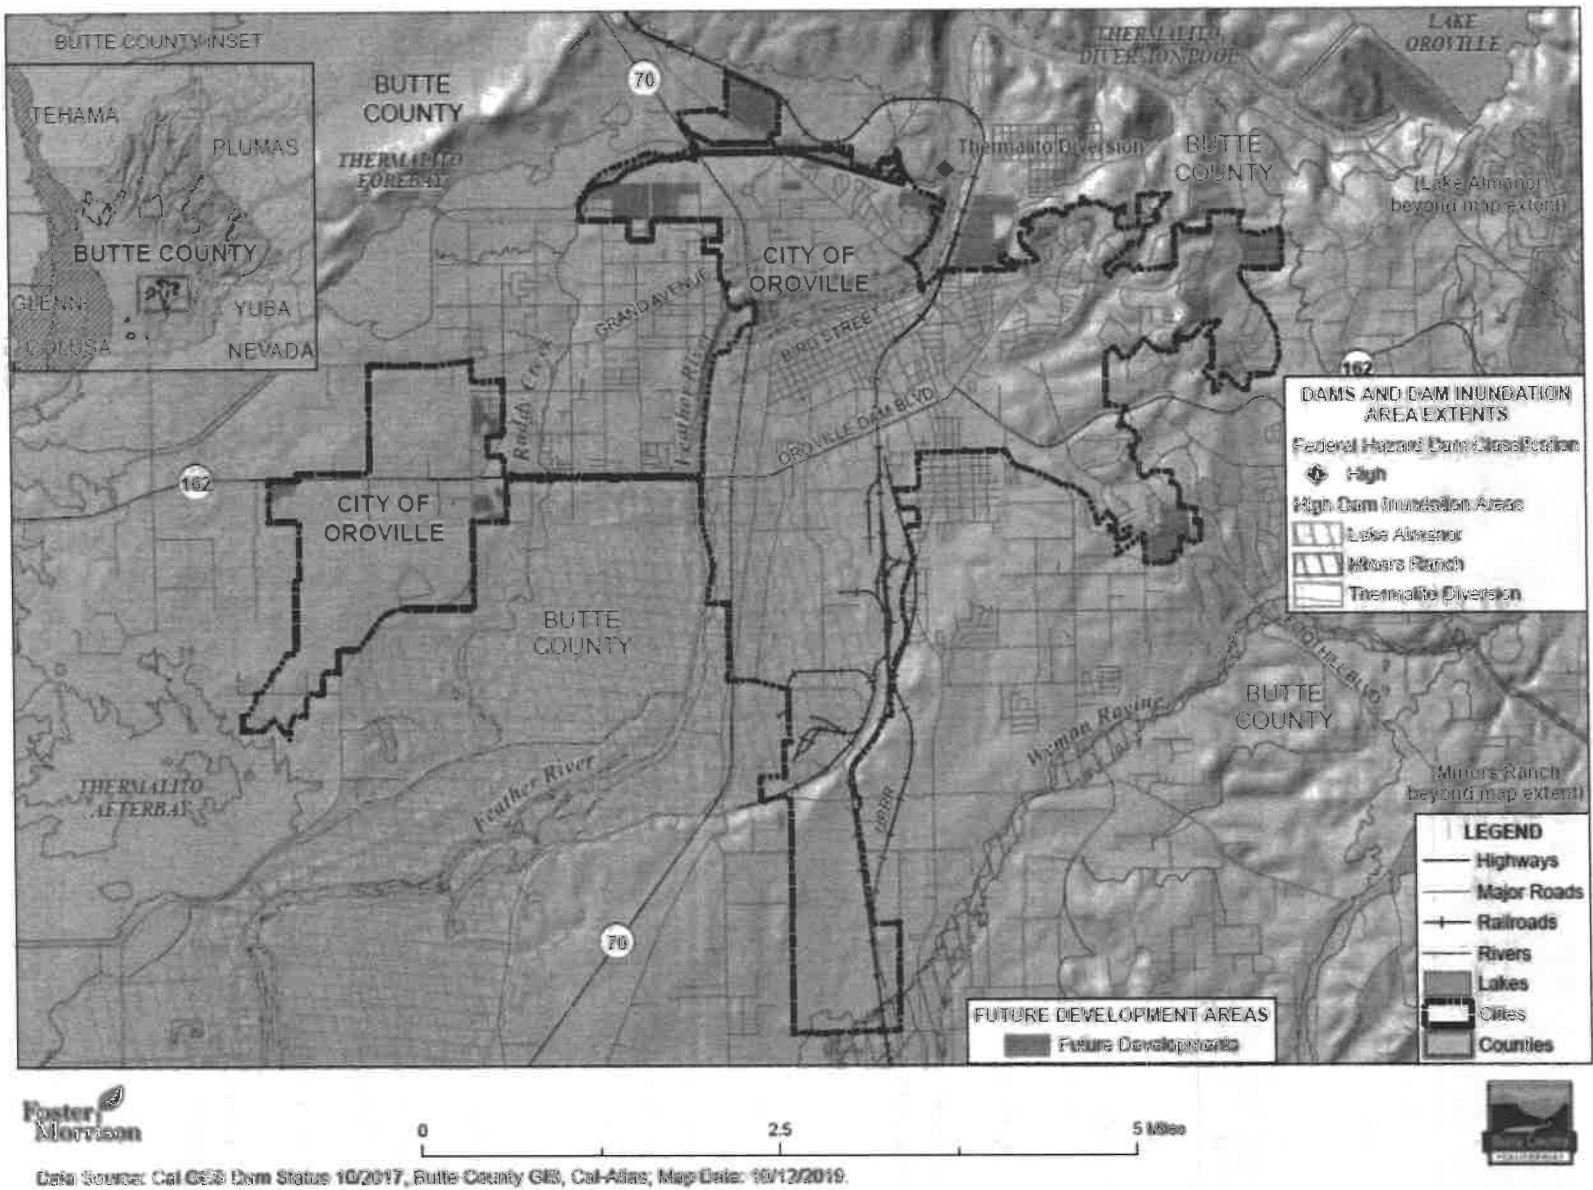 BUTTE COUNTY INSET
TEHAMA
PLUMAS
BUTTE COUNTY
GLENN
YUBA
COLUSA
NEVADA
BUTTE
COUNTY
70
THERMALITO
FOREBAY
THERMALITO
DIVERSION POOL
LAKE
OROVILLE
Thermalito Diversion
BUTTE
COUNTY
(Lake Almanor
beyond map extent)
CITY OF
OROVILLE
GRAND AVENUE
BIRD STREET
Ruddy Creek
Feather River
OROVILLE DAM BLVD
162
162
CITY OF
OROVILLE
BUTTE
COUNTY
DAMS AND DAM INUNDATION
AREA EXTENTS
Federal Hazard Dam Classification
High
High Dam Inundation Areas
Lake Almanor
Miners Ranch
Thermalito Diversion
FOOTHILL BLVD
BUTTE
COUNTY
Wyman Ravine
THERMALITO
AFTERBAY
Feather River
UPRR
(Miners Ranch
beyond map extent)
70
LEGEND
Highways
Major Roads
Railroads
Rivers
Lakes
Cities
Counties
FUTURE DEVELOPMENT AREAS
Future Developments
Foster
Morrison
0 2.5 5 Miles
Butte County
CALIFORNIA
Data Source: Cal OES Dam Status 10/2017, Butte County GIS, Cal-Atlas; Map Date: 10/12/2019.